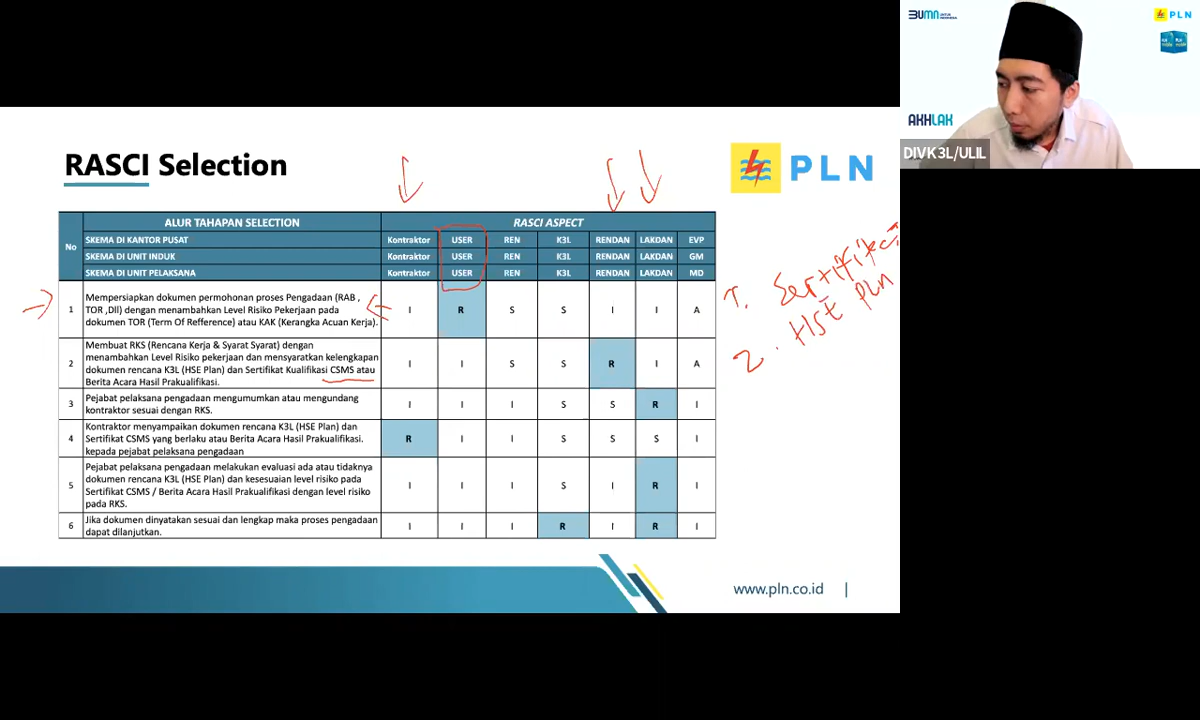 BUMN UNTUK INDONESIA
PLN
AKHLAK
DIVK3L/ULIL
RASCI Selection
PLN
No ALUR TAHAPAN SELECTION RASCI ASPECT
SKEMA DI KANTOR PUSAT Kontraktor USER REN K3L RENDAN LAKDAN EVP
SKEMA DI UNIT INDUK Kontraktor USER REN K3L RENDAN LAKDAN GM
SKEMA DI UNIT PELAKSANA Kontraktor USER REN K3L RENDAN LAKDAN MD
1 Mempersiapkan dokumen permohonan proses Pengadaan (RAB ,
TOR ,Dll) dengan menambahkan Level Risiko Pekerjaan pada
dokumen TOR (Term Of Refference) atau KAK (Kerangka Acuan Kerja).
I R S S I I A
2 Membuat RKS (Rencana Kerja & Syarat Syarat) dengan
menambahkan Level Risiko pekerjaan dan mensyaratkan kelengkapan
dokumen rencana K3L (HSE Plan) dan Sertifikat Kualifikasi CSMS atau
Berita Acara Hasil Prakualifikasi.
I I S S R I A
3 Pejabat pelaksana pengadaan mengumumkan atau mengundang
kontraktor sesuai dengan RKS.
I I I S S R I
4 Kontraktor menyampaikan dokumen rencana K3L (HSE Plan) dan
Sertifikat CSMS yang berlaku atau Berita Acara Hasil Prakualifikasi.
kepada pejabat pelaksana pengadaan
R I I S S S I
5 Pejabat pelaksana pengadaan melakukan evaluasi ada atau tidaknya
dokumen rencana K3L (HSE Plan) dan kesesuaian level risiko pada
Sertifikat CSMS / Berita Acara Hasil Prakualifikasi dengan level risiko
pada RKS.
I I I S I R I
6 Jika dokumen dinyatakan sesuai dan lengkap maka proses pengadaan
dapat dilanjutkan.
I I I R I R I
1. Sertifikat
2. HSE Pln
www.pln.co.id